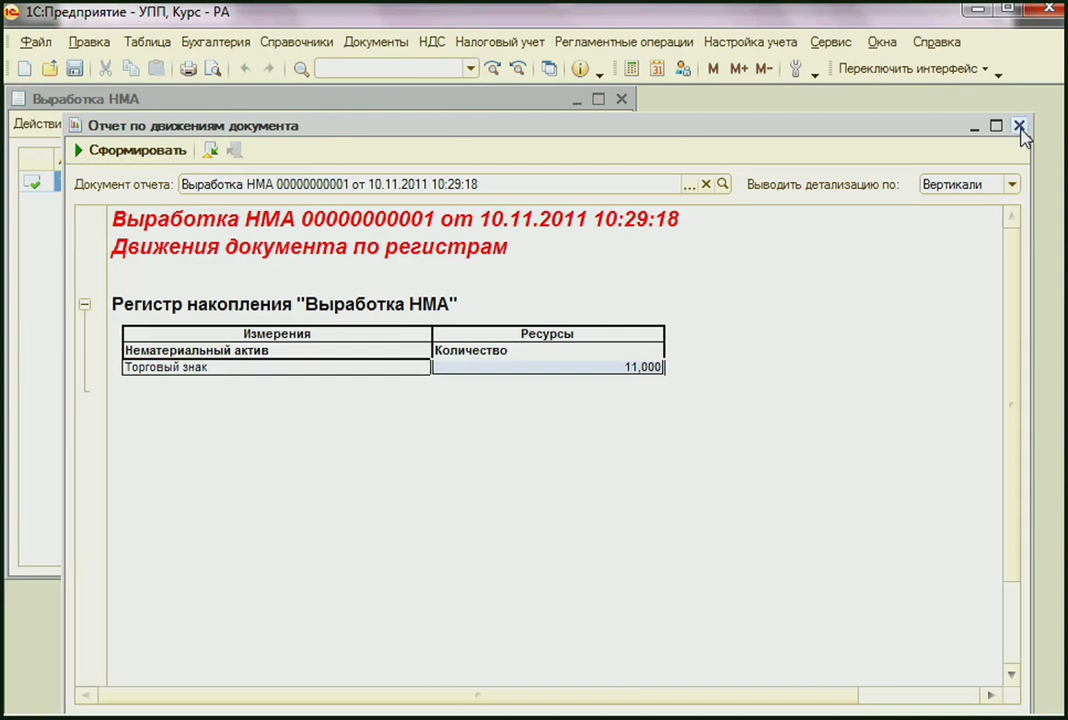 1С:Предприятие - УПП, Курс - РА
Файл Правка Таблица Бухгалтерия Справочники Документы НДС Налоговый учет Регламентные операции Настройка учета Сервис Окна Справка
М М+ М- Переключить интерфейс
Выработка НМА
Действи
Отчет по движениям документа
Сформировать
Документ отчета: Выработка НМА 00000000001 от 10.11.2011 10:29:18 ... Выводить детализацию по: Вертикали
Выработка НМА 00000000001 от 10.11.2011 10:29:18
Движения документа по регистрам
Регистр накопления "Выработка НМА"
Измерения Ресурсы
Нематериальный актив Количество
Торговый знак 11,000